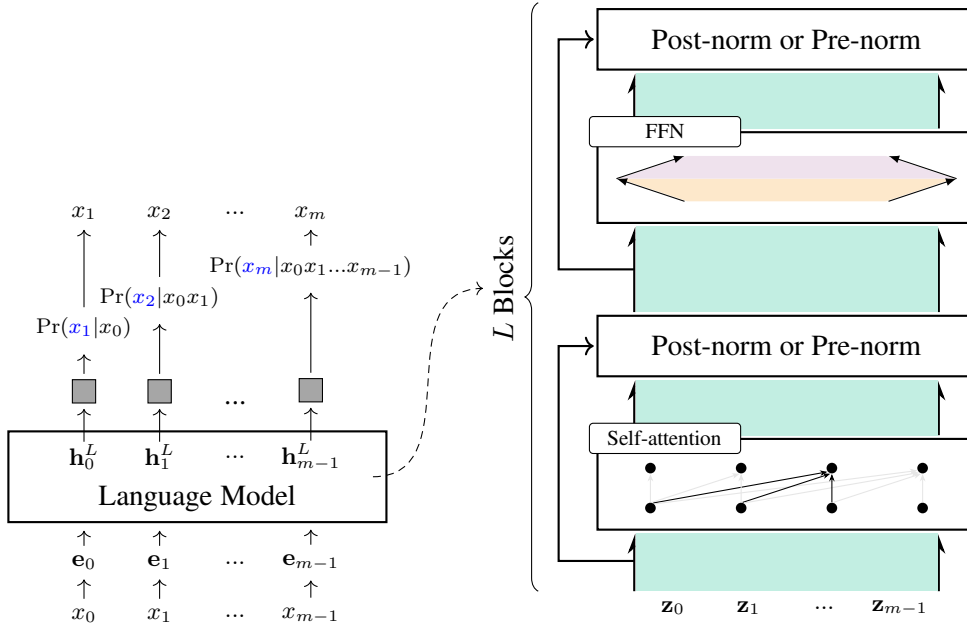 x₁ x₂ ... xₘ
Pr(xₘ|x₀x₁...xₘ₋₁)
Pr(x₂|x₀x₁)
Pr(x₁|x₀)
...
𝐡₀ᴸ 𝐡₁ᴸ ... 𝐡ₘ₋₁ᴸ
Language Model
𝐞₀ 𝐞₁ ... 𝐞ₘ₋₁
x₀ x₁ ... xₘ₋₁
L Blocks
Post-norm or Pre-norm
FFN
Post-norm or Pre-norm
Self-attention
𝐳₀ 𝐳₁ ... 𝐳ₘ₋₁